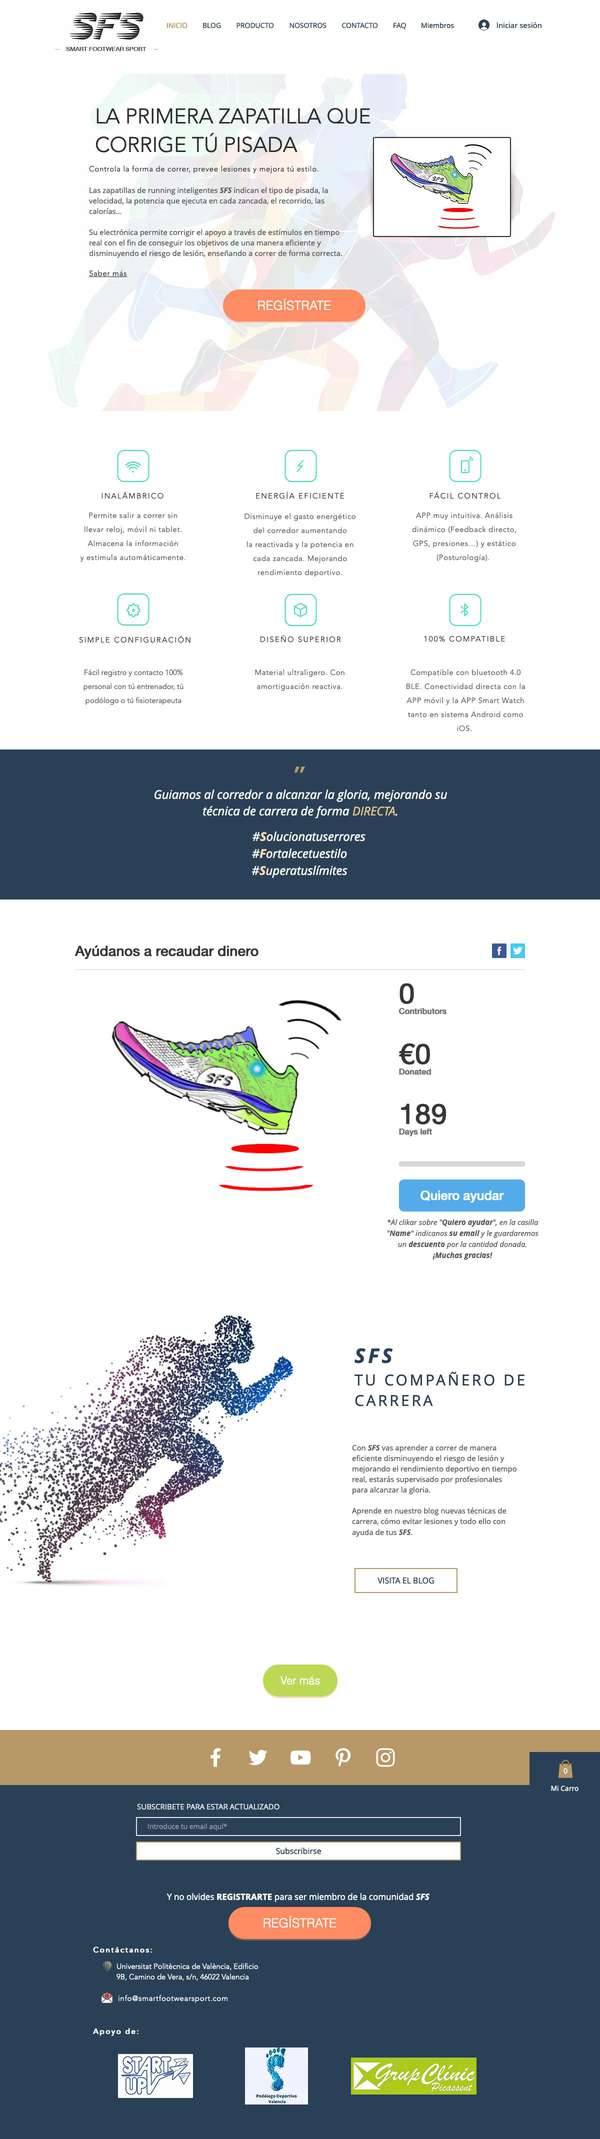 SFS
SMART FOOTWEAR SPORT
INICIO BLOG PRODUCTO NOSOTROS CONTACTO FAQ Miembros Iniciar sesión
LA PRIMERA ZAPATILLA QUE
CORRIGE TÚ PISADA
Controla la forma de correr, prevee lesiones y mejora tú estilo.
Las zapatillas de running inteligentes SFS indican el tipo de pisada, la
velocidad, la potencia que ejecuta en cada zancada, el recorrido, las
calorías...
Su electrónica permite corregir el apoyo a través de estímulos en tiempo
real con el fin de conseguir los objetivos de una manera eficiente y
disminuyendo el riesgo de lesión, enseñando a correr de forma correcta.
Saber más
SFS
REGÍSTRATE
INALÁMBRICO
Permite salir a correr sin
llevar reloj, móvil ni tablet.
Almacena la información
y estimula automáticamente.
ENERGÍA EFICIENTE
Disminuye el gasto energético
del corredor aumentando
la reactivada y la potencia en
cada zancada. Mejorando
rendimiento deportivo.
FÁCIL CONTROL
APP muy intuitiva. Análisis
dinámico (Feedback directo,
GPS, presiones...) y estático
(Posturología).
SIMPLE CONFIGURACIÓN
Fácil registro y contacto 100%
personal con tú entrenador, tú
podólogo o tú fisioterapeuta
DISEÑO SUPERIOR
Material ultraligero. Con
amortiguación reactiva.
100% COMPATIBLE
Compatible con bluetooth 4.0
BLE. Conectividad directa con la
APP móvil y la APP Smart Watch
tanto en sistema Android como
iOS.
"
Guiamos al corredor a alcanzar la gloria, mejorando su
técnica de carrera de forma DIRECTA.
#Solucionatuserrores
#Fortalecetuestilo
#Superatuslímites
Ayúdanos a recaudar dinero
SFS
0
Contributors
€0
Donated
189
Days left
Quiero ayudar
*Al clikar sobre "Quiero ayudar", en la casilla
"Name" indicanos su email y le guardaremos
un descuento por la cantidad donada.
¡Muchas gracias!
SFS
TU COMPAÑERO DE
CARRERA
Con SFS vas aprender a correr de manera
eficiente disminuyendo el riesgo de lesión y
mejorando el rendimiento deportivo en tiempo
real, estarás supervisado por profesionales
para alcanzar la gloria.
Aprende en nuestro blog nuevas técnicas de
carrera, cómo evitar lesiones y todo ello con
ayuda de tus SFS.
VISITA EL BLOG
Ver más
0
Mi Carro
SUBSCRIBETE PARA ESTAR ACTUALIZADO
Introduce tu email aquí*
Subscribirse
Y no olvides REGISTRARTE para ser miembro de la comunidad SFS
REGÍSTRATE
Contáctanos:
Universitat Politècnica de València, Edificio
9B, Camino de Vera, s/n, 46022 Valencia
info@smartfootwearsport.com
Apoyo de:
START
UPV
Podólogo Deportivo
Valencia
Grup Clínic
Picassent